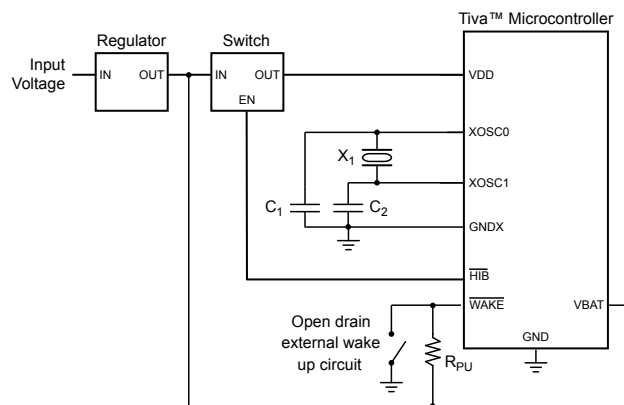 Tiva™ Microcontroller
Regulator
Switch
Input
Voltage
IN
OUT
IN
OUT
EN
VDD
XOSC0
X1
XOSC1
C1
C2
GNDX
HIB
WAKE
VBAT
Open drain
external wake
up circuit
RPU
GND